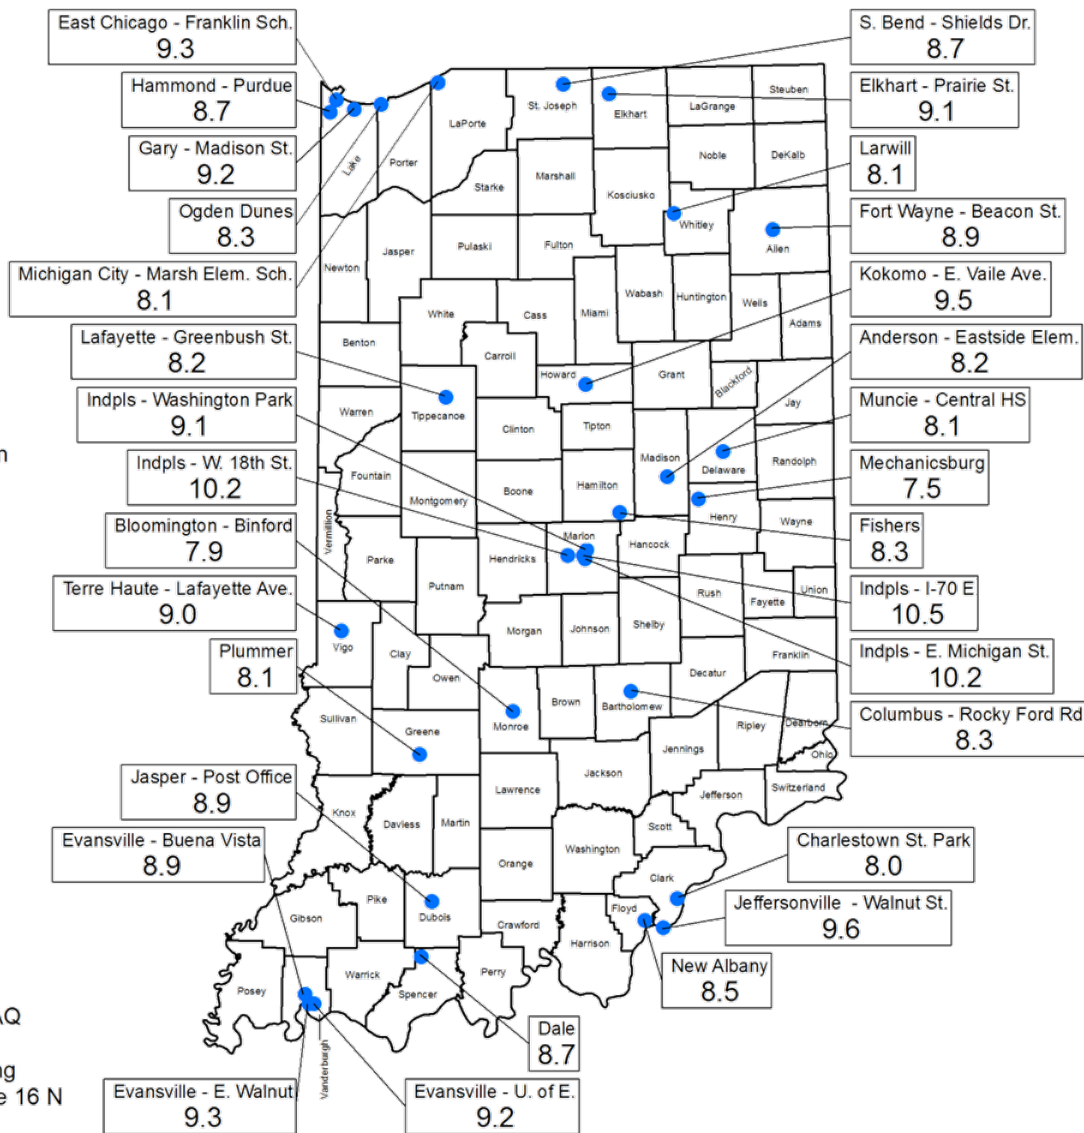 East Chicago - Franklin Sch.
9.3
Hammond - Purdue
8.7
Gary - Madison St.
9.2
Ogden Dunes
8.3
Michigan City - Marsh Elem. Sch.
8.1
Lafayette - Greenbush St.
8.2
Indpls - Washington Park
9.1
Indpls - W. 18th St.
10.2
Bloomington - Binford
7.9
Terre Haute - Lafayette Ave.
9.0
Plummer
8.1
Jasper - Post Office
8.9
Evansville - Buena Vista
8.9
Evansville - E. Walnut
9.3
Evansville - U. of E.
9.2
Dale
8.7
New Albany
8.5
Jeffersonville - Walnut St.
9.6
Charlestown St. Park
8.0
S. Bend - Shields Dr.
8.7
Elkhart - Prairie St.
9.1
Larwill
8.1
Fort Wayne - Beacon St.
8.9
Kokomo - E. Vaile Ave.
9.5
Anderson - Eastside Elem.
8.2
Muncie - Central HS
8.1
Mechanicsburg
7.5
Fishers
8.3
Indpls - I-70 E
10.5
Indpls - E. Michigan St.
10.2
Columbus - Rocky Ford Rd
8.3
Lake
Porter
LaPorte
St. Joseph
Elkhart
LaGrange
Steuben
Noble
DeKalb
Starke
Marshall
Kosciusko
Whitley
Allen
Newton
Jasper
Pulaski
Fulton
White
Cass
Miami
Wabash
Huntington
Wells
Adams
Benton
Carroll
Howard
Grant
Blackford
Jay
Warren
Tippecanoe
Clinton
Tipton
Madison
Delaware
Randolph
Fountain
Montgomery
Boone
Hamilton
Henry
Wayne
Vermillion
Parke
Putnam
Hendricks
Marion
Hancock
Rush
Fayette
Union
Vigo
Clay
Owen
Morgan
Johnson
Shelby
Decatur
Franklin
Sullivan
Greene
Monroe
Brown
Bartholomew
Jennings
Ripley
Dearborn
Ohio
Knox
Daviess
Martin
Lawrence
Jackson
Jefferson
Switzerland
Scott
Washington
Orange
Clark
Floyd
Gibson
Pike
Dubois
Crawford
Harrison
Posey
Vanderburgh
Warrick
Spencer
Perry
e 16 N